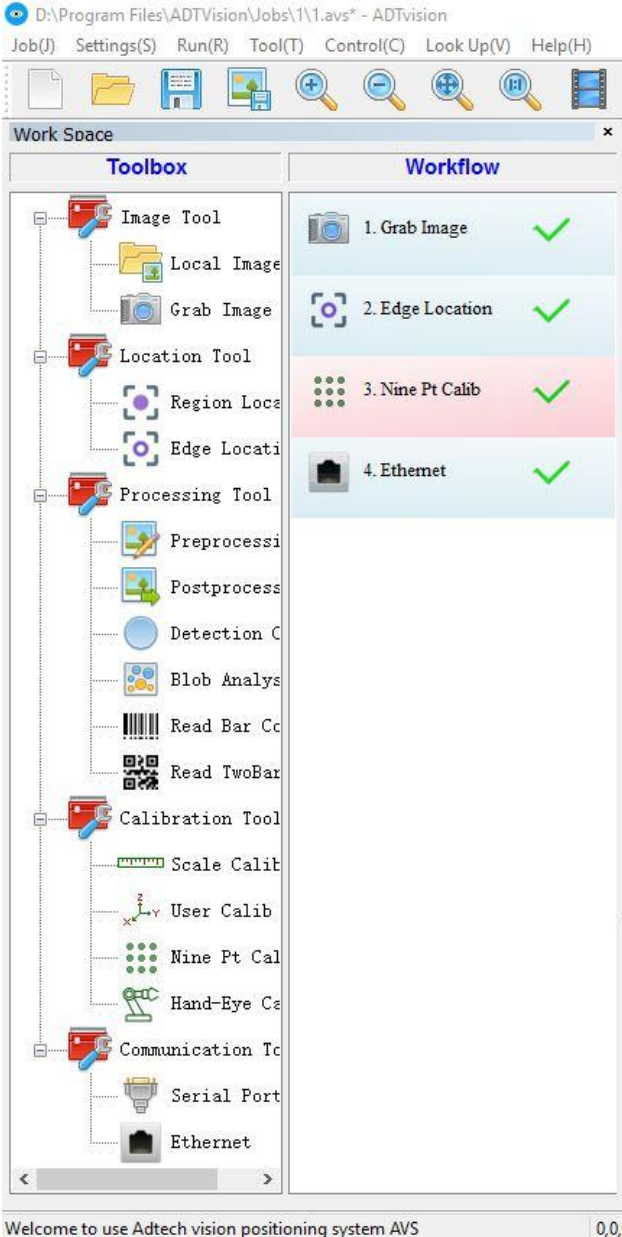 D:\Program Files\ADTVision\Jobs\1\1.avs* - ADTvision
Job(J) Settings(S) Run(R) Tool(T) Control(C) Look Up(V) Help(H)
Work Space ×
Toolbox
Image Tool
Local Image
Grab Image
Location Tool
Region Loca
Edge Locati
Processing Tool
Preprocessi
Postprocess
Detection C
Blob Analys
Read Bar Co
Read TwoBar
Calibration Tool
Scale Calib
User Calib
Nine Pt Cal
Hand-Eye Ca
Communication To
Serial Port
Ethernet
Workflow
1. Grab Image
2. Edge Location
3. Nine Pt Calib
4. Ethernet
Welcome to use Adtech vision positioning system AVS 0,0,